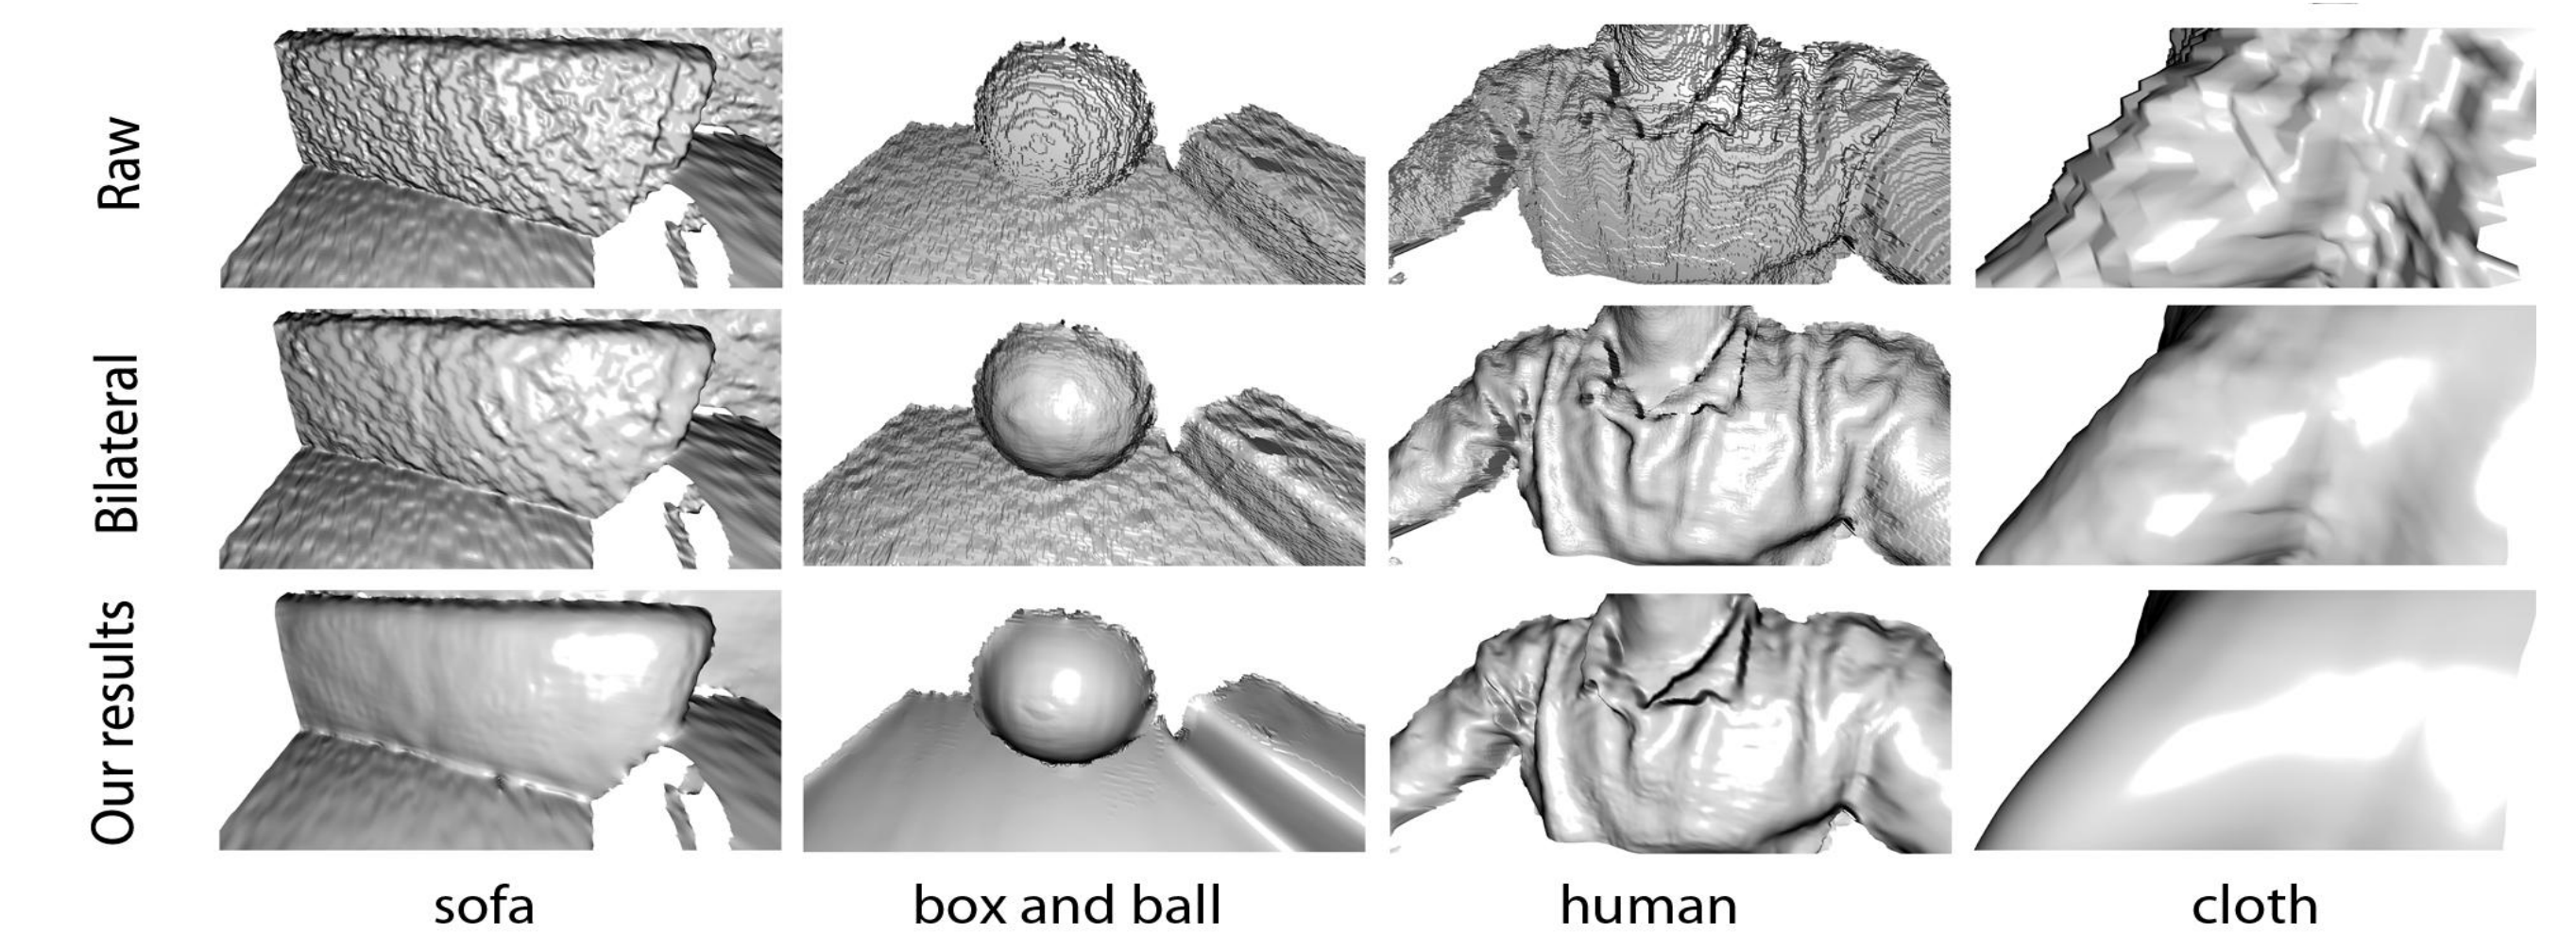 Raw
Bilateral
Our results
sofa
box and ball
human
cloth